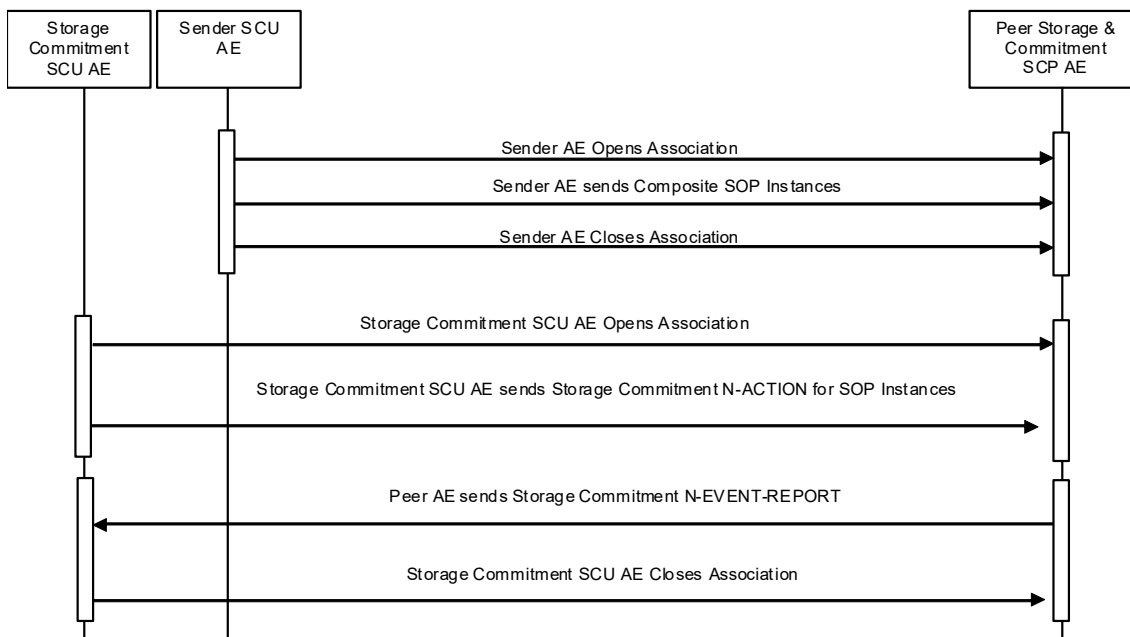 Storage
Commitment
SCU AE
Sender SCU
AE
Peer Storage &
Commitment
SCP AE
Sender AE Opens Association
Sender AE sends Composite SOP Instances
Sender AE Closes Association
Storage Commitment SCU AE Opens Association
Storage Commitment SCU AE sends Storage Commitment N-ACTION for SOP Instances
Peer AE sends Storage Commitment N-EVENT-REPORT
Storage Commitment SCU AE Closes Association